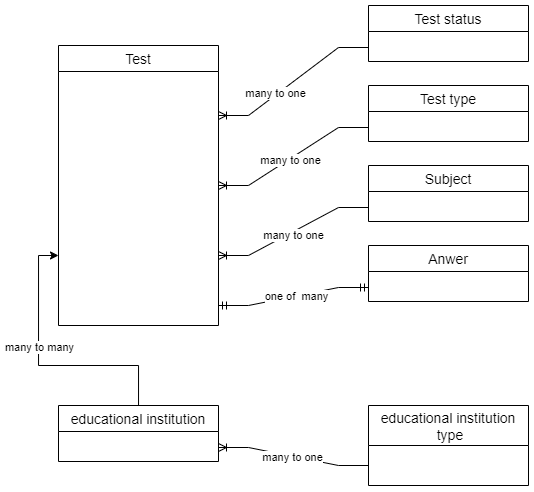 Test status
Test
many to one
Test type
many to one
Subject
many to one
Anwer
one of  many
many to many
educational institution
educational institution
type
many to one